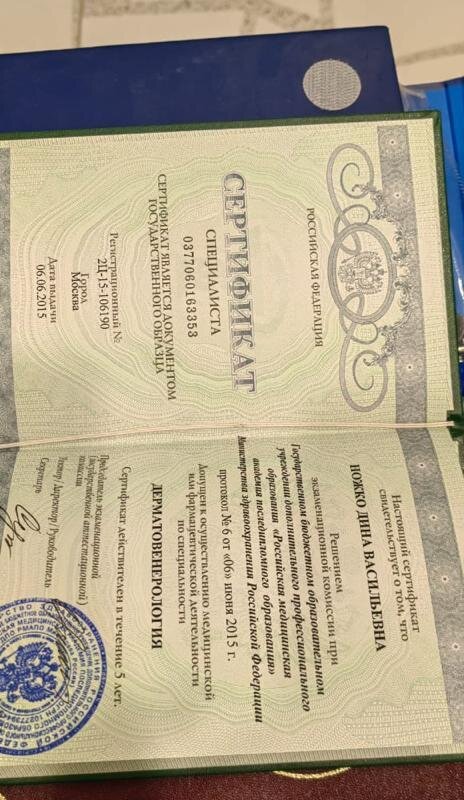 РОССИЙСКАЯ ФЕДЕРАЦИЯ
СЕРТИФИКАТ
СПЕЦИАЛИСТА
0377060163353
СЕРТИФИКАТ ЯВЛЯЕТСЯ ДОКУМЕНТОМ
ГОСУДАРСТВЕННОГО ОБРАЗЦА
Регистрационный №
2Ц-15-106190
Город
Москва
Дата выдачи
06.06.2015
Настоящий сертификат
свидетельствует о том, что
НОЖКО ДИНА ВАСИЛЬЕВНА
Решением
экзаменационной комиссии при
Государственном бюджетном образовательном
учреждении дополнительного профессионального
образования «Российская медицинская
академия последипломного образования»
Министерства здравоохранения Российской Федерации
протокол № 6 от «06» июня 2015 г.
Допущен к осуществлению медицинской
или фармацевтической деятельности
по специальности
ДЕРМАТОВЕНЕРОЛОГИЯ
Сертификат действителен в течение 5 лет.
Председатель экзаменационной
(государственной аттестационной)
комиссии
Ректор/Директор/Руководитель
Секретарь